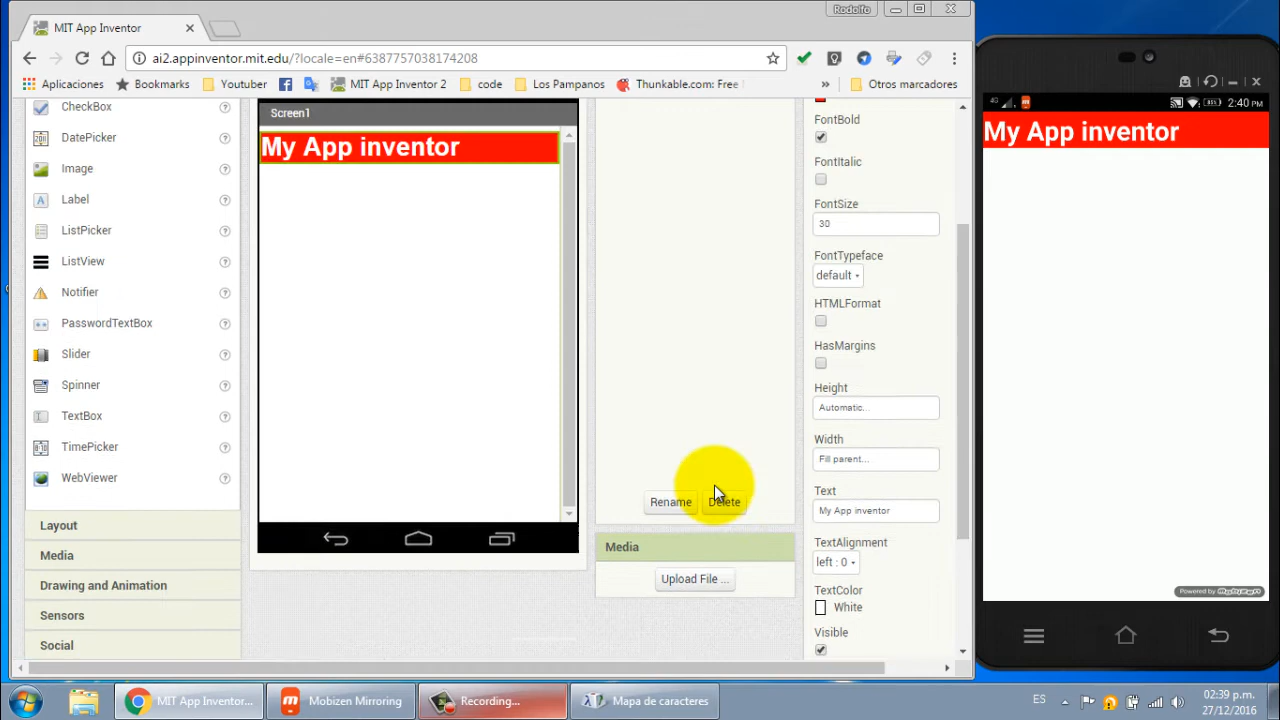 Rodolfo
MIT App Inventor
ai2.appinventor.mit.edu/?locale=en#6387757038174208
Aplicaciones
Bookmarks
Youtuber
MIT App Inventor 2
code
Los Pampanos
Thunkable.com: Free
»
Otros marcadores
CheckBox
DatePicker
Image
Label
ListPicker
ListView
Notifier
PasswordTextBox
Slider
Spinner
TextBox
TimePicker
WebViewer
Layout
Media
Drawing and Animation
Sensors
Social
Screen1
My App inventor
Rename
Delete
Media
Upload File ...
FontBold
FontItalic
FontSize
30
FontTypeface
default
HTMLFormat
HasMargins
Height
Automatic...
Width
Fill parent...
Text
My App inventor
TextAlignment
left : 0
TextColor
White
Visible
4G
2:40 PM
My App inventor
Powered by
MIT App Inventor...
Mobizen Mirroring
Recording...
Mapa de caracteres
ES
02:39 p.m.
27/12/2016